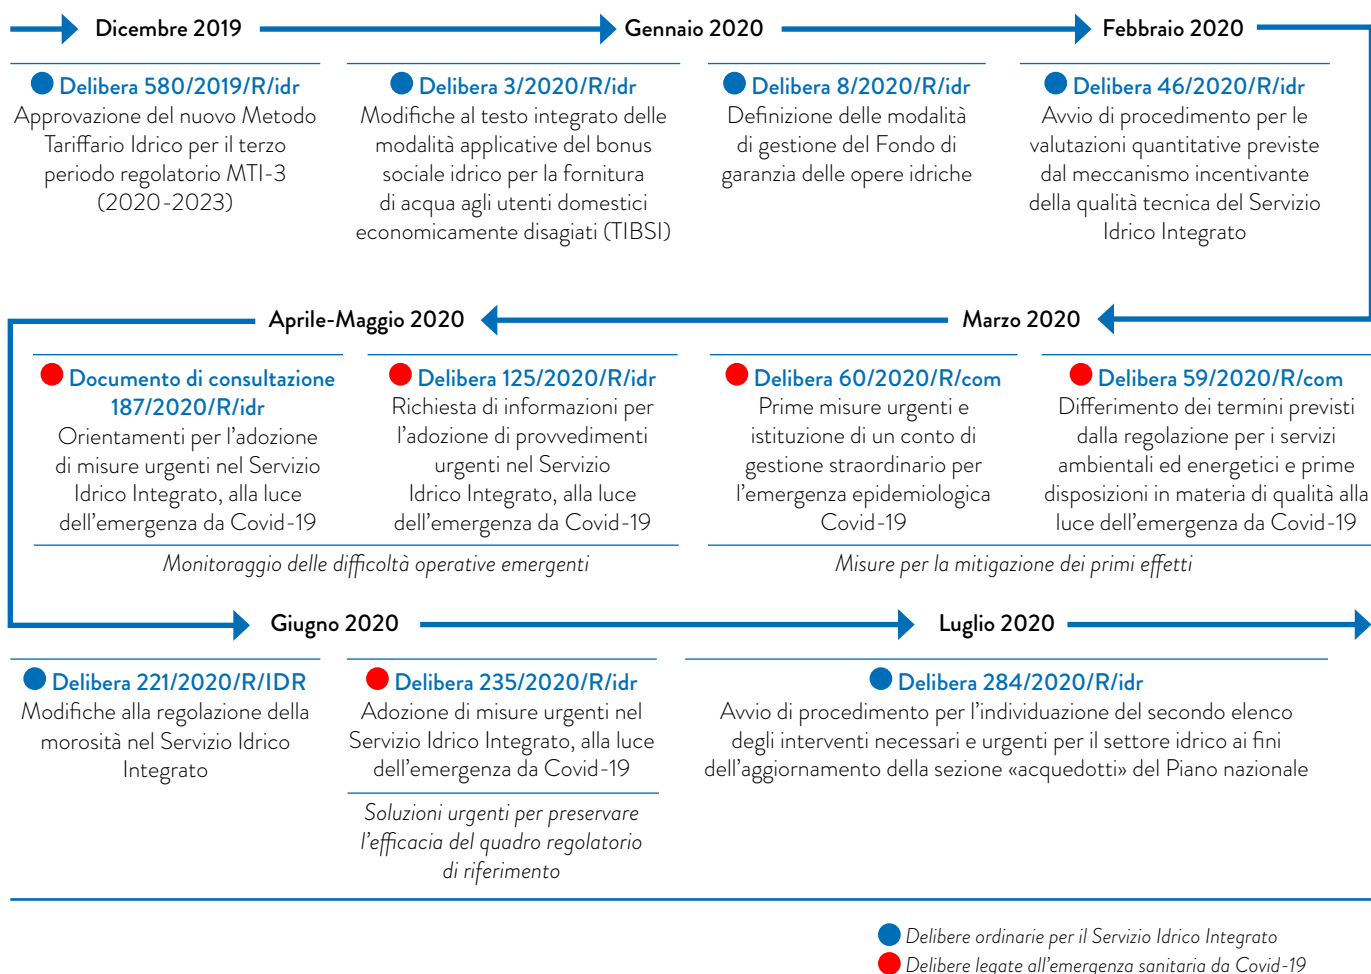 Dicembre 2019
Gennaio 2020
Febbraio 2020
Delibera 580/2019/R/idr
Approvazione del nuovo Metodo
Tariffario Idrico per il terzo
periodo regolatorio MTI-3
(2020-2023)
Delibera 3/2020/R/idr
Modifiche al testo integrato delle
modalità applicative del bonus
sociale idrico per la fornitura
di acqua agli utenti domestici
economicamente disagiati (TIBSI)
Delibera 8/2020/R/idr
Definizione delle modalità
di gestione del Fondo di
garanzia delle opere idriche
Delibera 46/2020/R/idr
Avvio di procedimento per le
valutazioni quantitative previste
dal meccanismo incentivante
della qualità tecnica del Servizio
Idrico Integrato
Aprile-Maggio 2020
Marzo 2020
Documento di consultazione
187/2020/R/idr
Orientamenti per l'adozione
di misure urgenti nel Servizio
Idrico Integrato, alla luce
dell'emergenza da Covid-19
Delibera 125/2020/R/idr
Richiesta di informazioni per
l'adozione di provvedimenti
urgenti nel Servizio
Idrico Integrato, alla luce
dell'emergenza da Covid-19
Monitoraggio delle difficoltà operative emergenti
Delibera 60/2020/R/com
Prime misure urgenti e
istituzione di un conto di
gestione straordinario per
l'emergenza epidemiologica
Covid-19
Delibera 59/2020/R/com
Differimento dei termini previsti
dalla regolazione per i servizi
ambientali ed energetici e prime
disposizioni in materia di qualità alla
luce dell'emergenza da Covid-19
Misure per la mitigazione dei primi effetti
Giugno 2020
Luglio 2020
Delibera 221/2020/R/IDR
Modifiche alla regolazione della
morosità nel Servizio Idrico
Integrato
Delibera 235/2020/R/idr
Adozione di misure urgenti nel
Servizio Idrico Integrato, alla luce
dell'emergenza da Covid-19
Soluzioni urgenti per preservare
l'efficacia del quadro regolatorio
di riferimento
Delibera 284/2020/R/idr
Avvio di procedimento per l'individuazione del secondo elenco
degli interventi necessari e urgenti per il settore idrico ai fini
dell'aggiornamento della sezione «acquedotti» del Piano nazionale
Delibere ordinarie per il Servizio Idrico Integrato
Delibere legate all'emergenza sanitaria da Covid-19